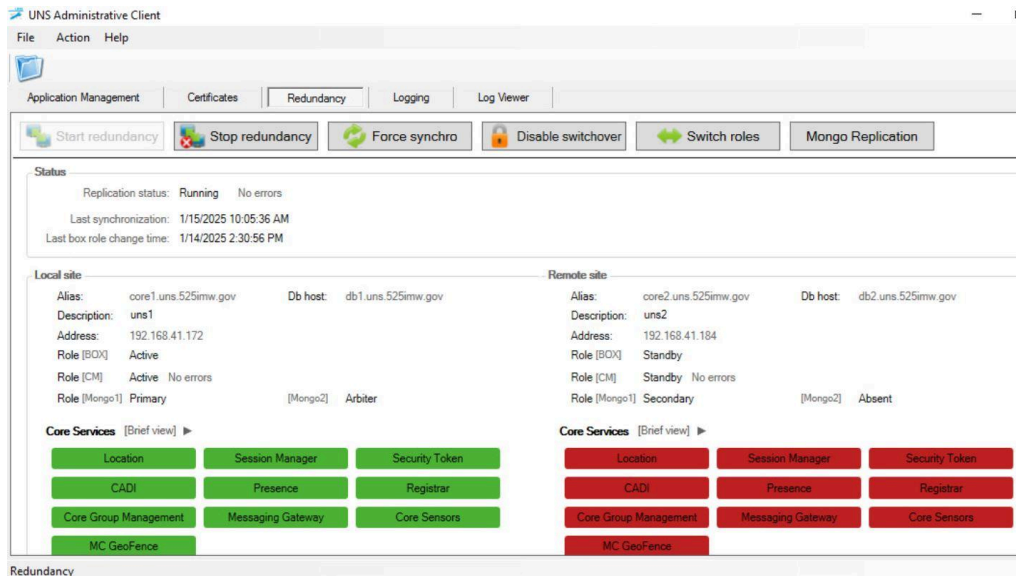 UNS Administrative Client
File Action Help
Application Management Certificates Redundancy Logging Log Viewer
Start redundancy Stop redundancy Force synchro Disable switchover Switch roles Mongo Replication
Status
Replication status: Running No errors
Last synchronization: 1/15/2025 10:05:36 AM
Last box role change time: 1/14/2025 2:30:56 PM
Local site
Alias: core1.uns.525imw.gov Db host: db1.uns.525imw.gov
Description: uns1
Address: 192.168.41.172
Role [BOX] Active
Role [CM] Active No errors
Role [Mongo1] Primary [Mongo2] Arbiter
Core Services [Brief view] ▶
Location Session Manager Security Token
CADI Presence Registrar
Core Group Management Messaging Gateway Core Sensors
MC GeoFence
Remote site
Alias: core2.uns.525imw.gov Db host: db2.uns.525imw.gov
Description: uns2
Address: 192.168.41.184
Role [BOX] Standby
Role [CM] Standby No errors
Role [Mongo1] Secondary [Mongo2] Absent
Core Services [Brief view] ▶
Location Session Manager Security Token
CADI Presence Registrar
Core Group Management Messaging Gateway Core Sensors
MC GeoFence
Redundancy